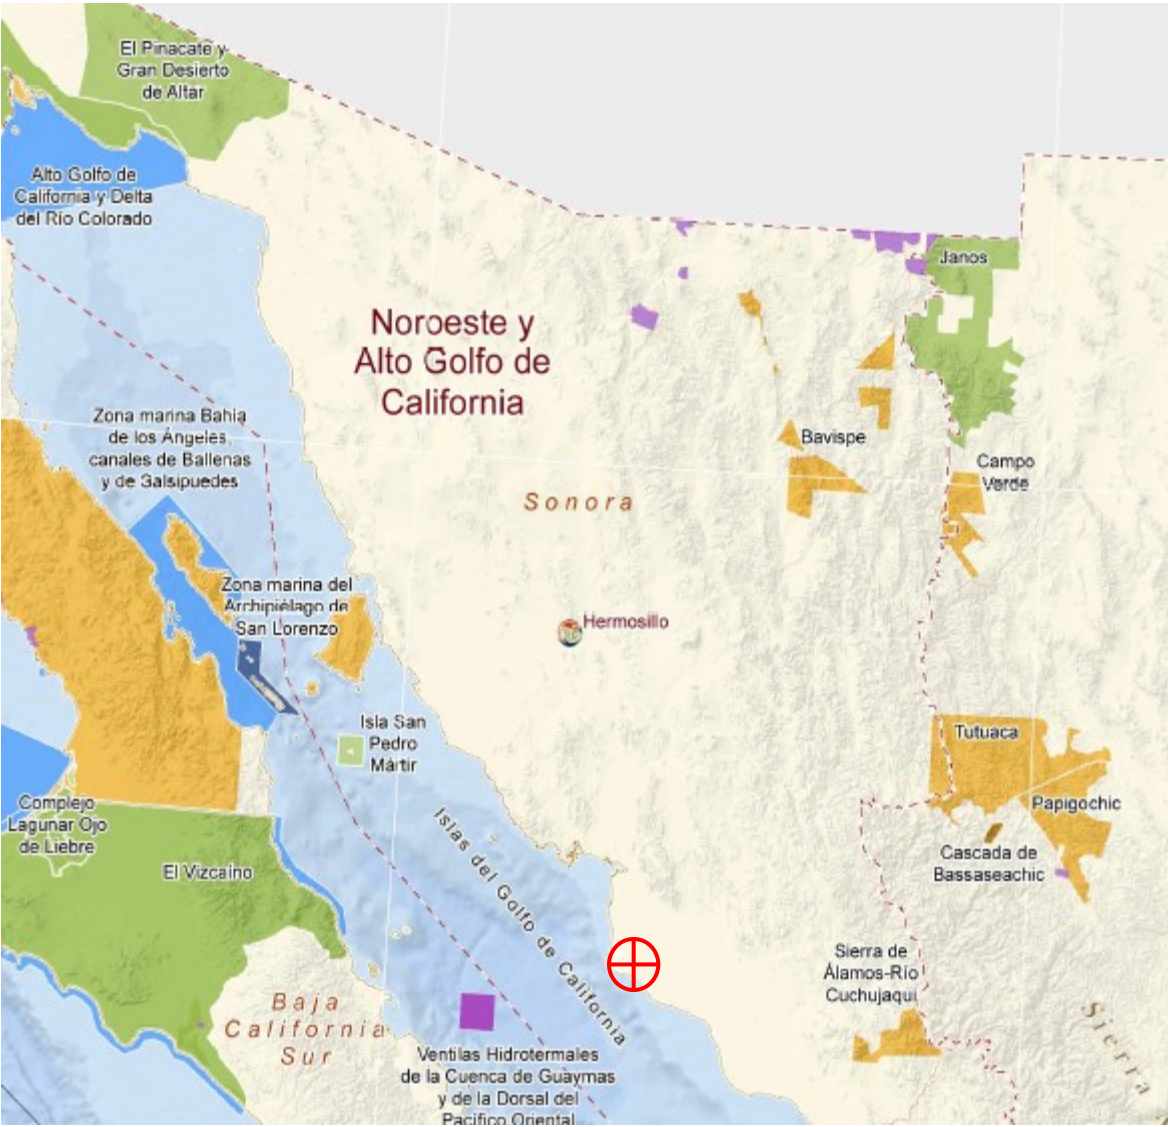 El Pinacate y
Gran Desierto
de Altar
Alto Golfo de
California y Delta
del Río Colorado
Janos
Noroeste y
Alto Golfo de
California
Zona marina Bahía
de los Ángeles,
canales de Ballenas
y de Salsipuedes
Bavispe
Campo
Verde
Sonora
Zona marina del
Archipiélago de
San Lorenzo
Hermosillo
Isla San
Pedro
Mártir
Tutuaca
Papigochic
Complejo
Lagunar Ojo
de Liebre
Cascada de
Bassaseachic
El Vizcaíno
Islas del Golfo de California
Sierra de
Álamos-Río
Cuchujaqui
Baja
California
Sur
Sierra
Ventilas Hidrotermales
de la Cuenca de Guaymas
y de la Dorsal del
Pacífico Oriental